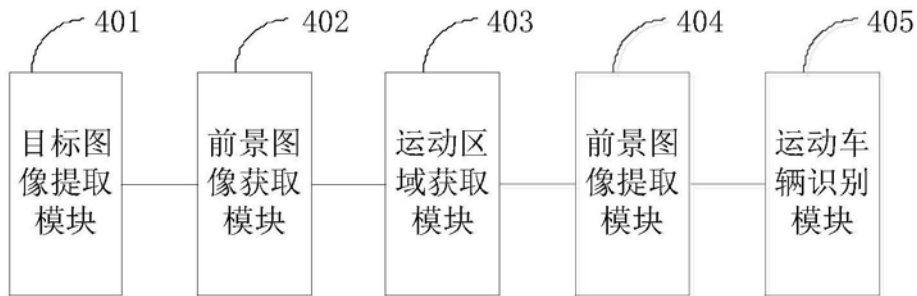 401
402
403
404
405
目标图
像提取
模块
前景图
像获取
模块
运动区
域获取
模块
前景图
像提取
模块
运动车
辆识别
模块